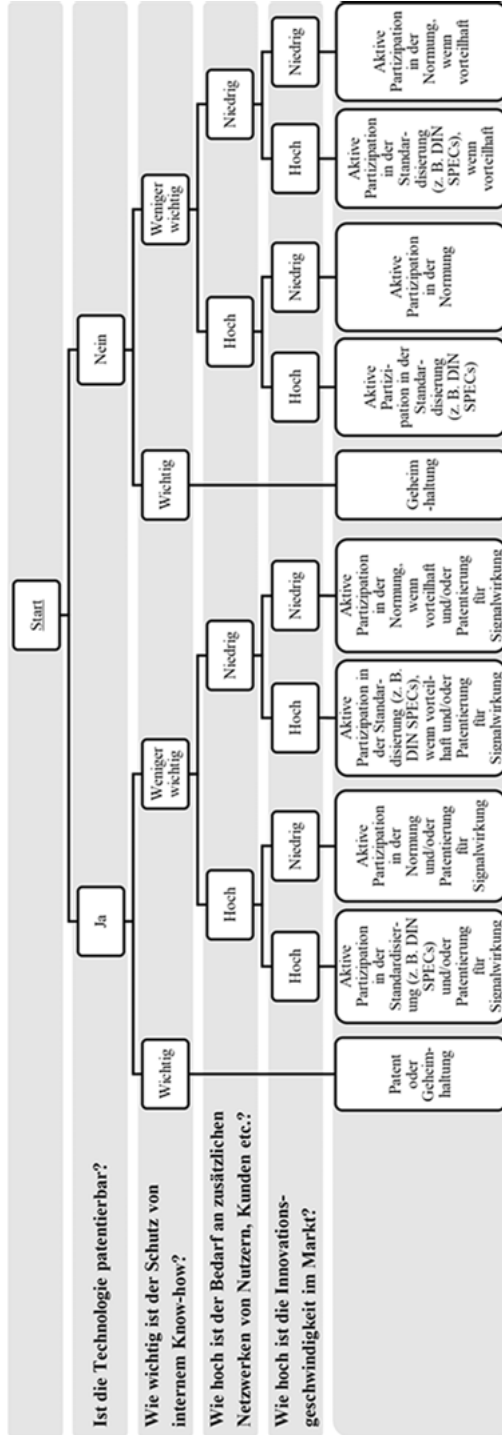 Start
Ist die Technologie patentierbar?
Ja
Nein
Wie wichtig ist der Schutz von
internem Know-how?
Wichtig
Weniger
wichtig
Wichtig
Weniger
wichtig
Wie hoch ist der Bedarf an zusätzlichen
Netzwerken von Nutzern, Kunden etc.?
Hoch
Niedrig
Hoch
Niedrig
Wie hoch ist die Innovations-
geschwindigkeit im Markt?
Hoch
Niedrig
Hoch
Niedrig
Hoch
Niedrig
Hoch
Niedrig
Patent
oder
Geheim-
haltung
Aktive
Partizipation
in der
Standardisier-
ung (z. B. DIN
SPECs)
und/oder
Patentierung
für
Signalwirkung
Aktive
Partizipation
in der
Normung
und/oder
Patentierung
für
Signalwirkung
Aktive
Partizipation in
der Standar-
disierung (z. B.
DIN SPECs),
wenn vorteil-
haft und/oder
Patentierung
für
Signalwirkung
Aktive
Partizipation
in der
Normung,
wenn
vorteilhaft
und/oder
Patentierung
für
Signalwirkung
Geheim
-haltung
Aktive
Partizi-
pation in der
Standar-
disierung
(z. B. DIN
SPECs)
Aktive
Partizipation
in der
Normung
Aktive
Partizipation
in der
Standar-
disierung
(z. B. DIN
SPECs),
wenn
vorteilhaft
Aktive
Partizipation
in der
Normung,
wenn
vorteilhaft